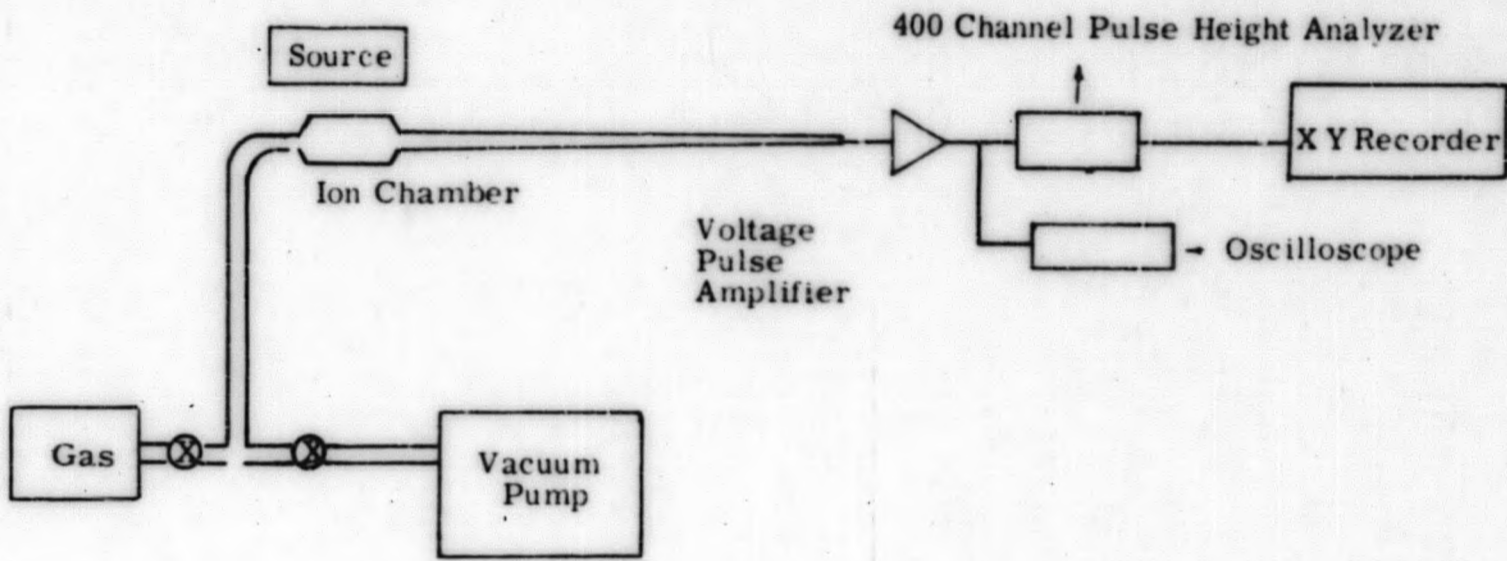 400 Channel Pulse Height Analyzer
Source
X Y Recorder
Ion Chamber
Voltage
Pulse
Amplifier
Oscilloscope
Gas
X
X
Vacuum
Pump